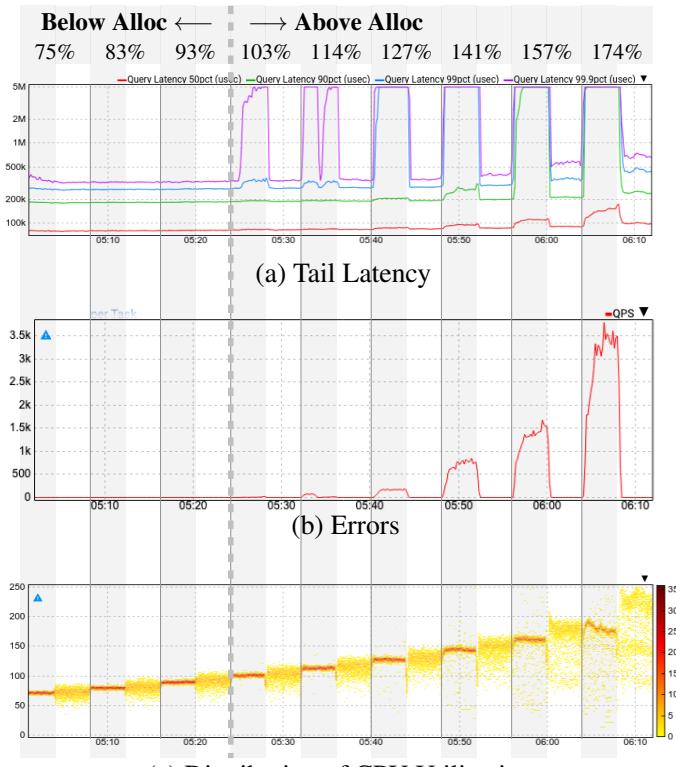 Below Alloc ← → Above Alloc
75% 83% 93% 103% 114% 127% 141% 157% 174%
Query Latency 50pct (usec) Query Latency 90pct (usec) Query Latency 99pct (usec) Query Latency 99.9pct (usec) ▼
5M
2M
1M
500k
200k
100k
05:10 05:20 05:30 05:40 05:50 06:00 06:10
(a) Tail Latency
per Task QPS ▼
3.5k
3k
2.5k
2k
1.5k
1k
500
0
05:10 05:20 05:30 05:40 05:50 06:00 06:10
(b) Errors
250
200
150
100
50
0
35
30
25
20
15
10
5
0
05:10 05:20 05:30 05:40 05:50 06:00 06:10